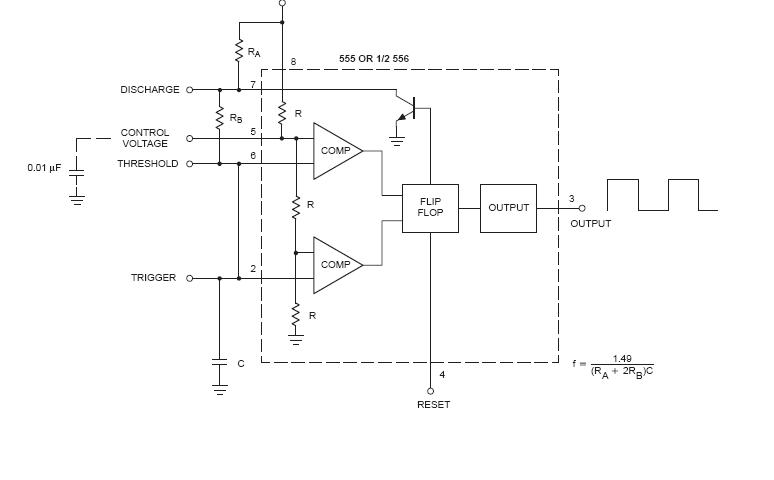 555 OR 1/2 556
8
RA
DISCHARGE
7
RB
R
CONTROL
VOLTAGE
5
0.01 µF
THRESHOLD
6
COMP
R
FLIP
FLOP
OUTPUT
3
OUTPUT
TRIGGER
2
COMP
R
C
4
RESET
f = 1.49
(RA + 2RB)C